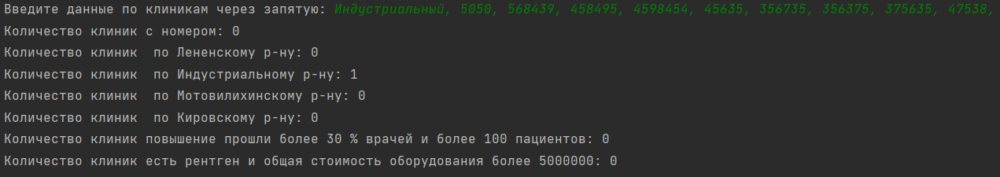 Введите данные по клиникам через запятую: Индустриальный, 5050, 568439, 458495, 4598454, 45635, 356735, 356375, 375635, 47538,
Количество клиник с номером: 0
Количество клиник  по Лененскому р-ну: 0
Количество клиник  по Индустриальному р-ну: 1
Количество клиник  по Мотовилихинскому р-ну: 0
Количество клиник  по Кировскому р-ну: 0
Количество клиник повышение прошли более 30 % врачей и более 100 пациентов: 0
Количество клиник есть рентген и общая стоимость оборудования более 5000000: 0